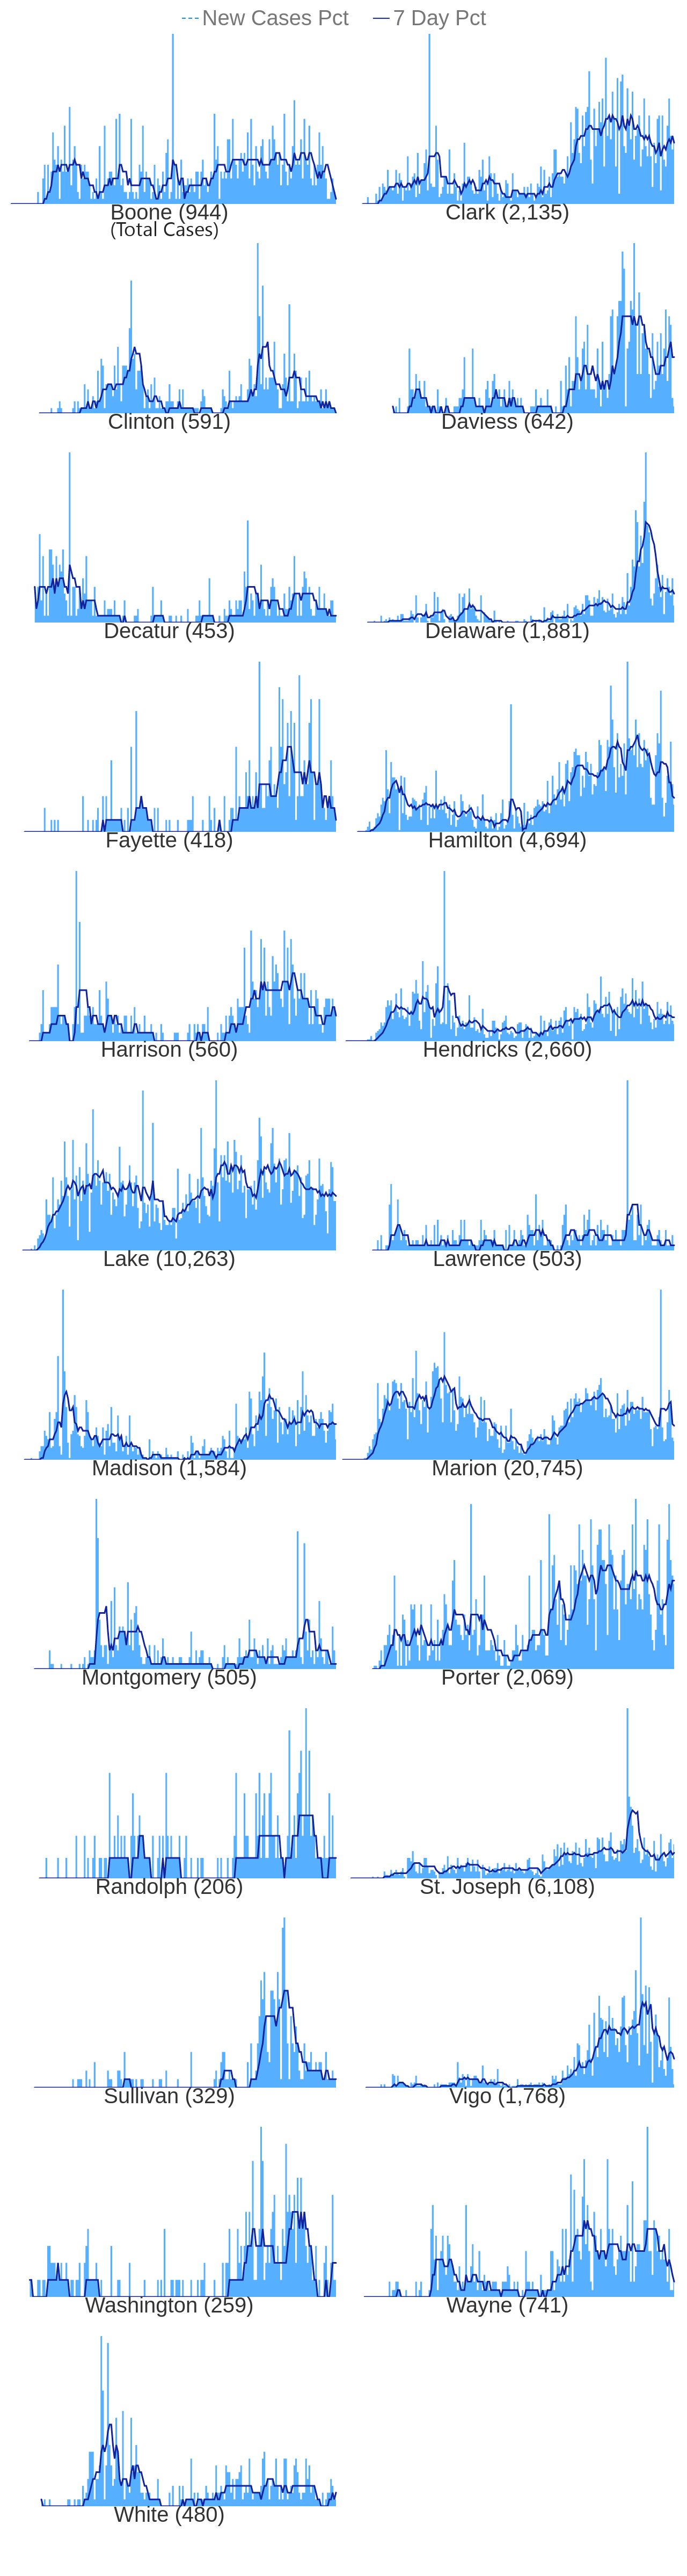 New Cases Pct 7 Day Pct
Boone (944) Clark (2,135)
(Total Cases)
Clinton (591) Daviess (642)
Decatur (453) Delaware (1,881)
Fayette (418) Hamilton (4,694)
Harrison (560) Hendricks (2,660)
Lake (10,263) Lawrence (503)
Madison (1,584) Marion (20,745)
Montgomery (505) Porter (2,069)
Randolph (206) St. Joseph (6,108)
Sullivan (329) Vigo (1,768)
Washington (259) Wayne (741)
White (480)